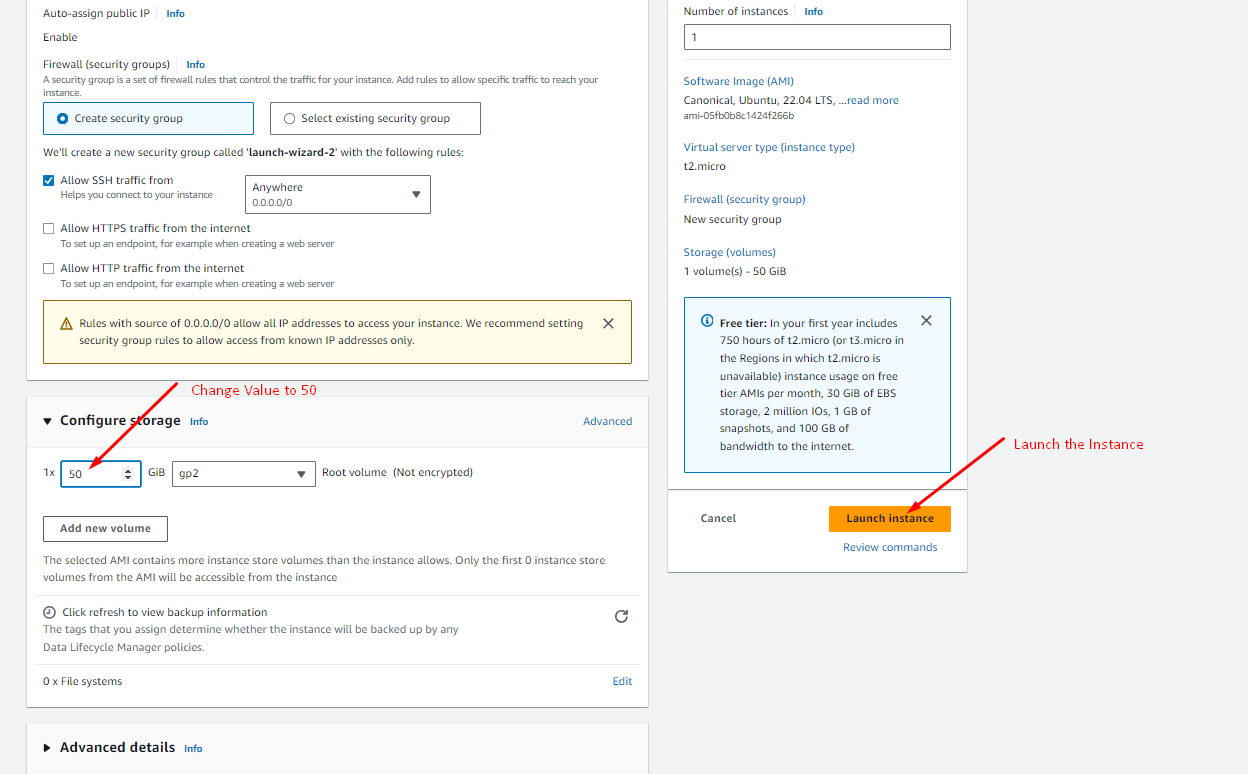 Auto-assign public IP Info
Enable
Firewall (security groups) Info
A security group is a set of firewall rules that control the traffic for your instance. Add rules to allow specific traffic to reach your
instance.
Create security group
Select existing security group
We'll create a new security group called 'launch-wizard-2' with the following rules:
Allow SSH traffic from
Helps you connect to your instance
Anywhere
0.0.0.0/0
Allow HTTPS traffic from the internet
To set up an endpoint, for example when creating a web server
Allow HTTP traffic from the internet
To set up an endpoint, for example when creating a web server
Rules with source of 0.0.0.0/0 allow all IP addresses to access your instance. We recommend setting
security group rules to allow access from known IP addresses only.
Change Value to 50
Configure storage Info
Advanced
1x 50 GiB gp2 Root volume (Not encrypted)
Add new volume
The selected AMI contains more instance store volumes than the instance allows. Only the first 0 instance store
volumes from the AMI will be accessible from the instance
Click refresh to view backup information
The tags that you assign determine whether the instance will be backed up by any
Data Lifecycle Manager policies.
0 x File systems
Edit
Advanced details Info
Number of instances Info
1
Software Image (AMI)
Canonical, Ubuntu, 22.04 LTS, ...read more
ami-05fb0b8c1424f266b
Virtual server type (instance type)
t2.micro
Firewall (security group)
New security group
Storage (volumes)
1 volume(s) - 50 GiB
Free tier: In your first year includes
750 hours of t2.micro (or t3.micro in
the Regions in which t2.micro is
unavailable) instance usage on free
tier AMIs per month, 30 GiB of EBS
storage, 2 million IOs, 1 GB of
snapshots, and 100 GB of
bandwidth to the internet.
Launch the Instance
Cancel
Launch instance
Review commands